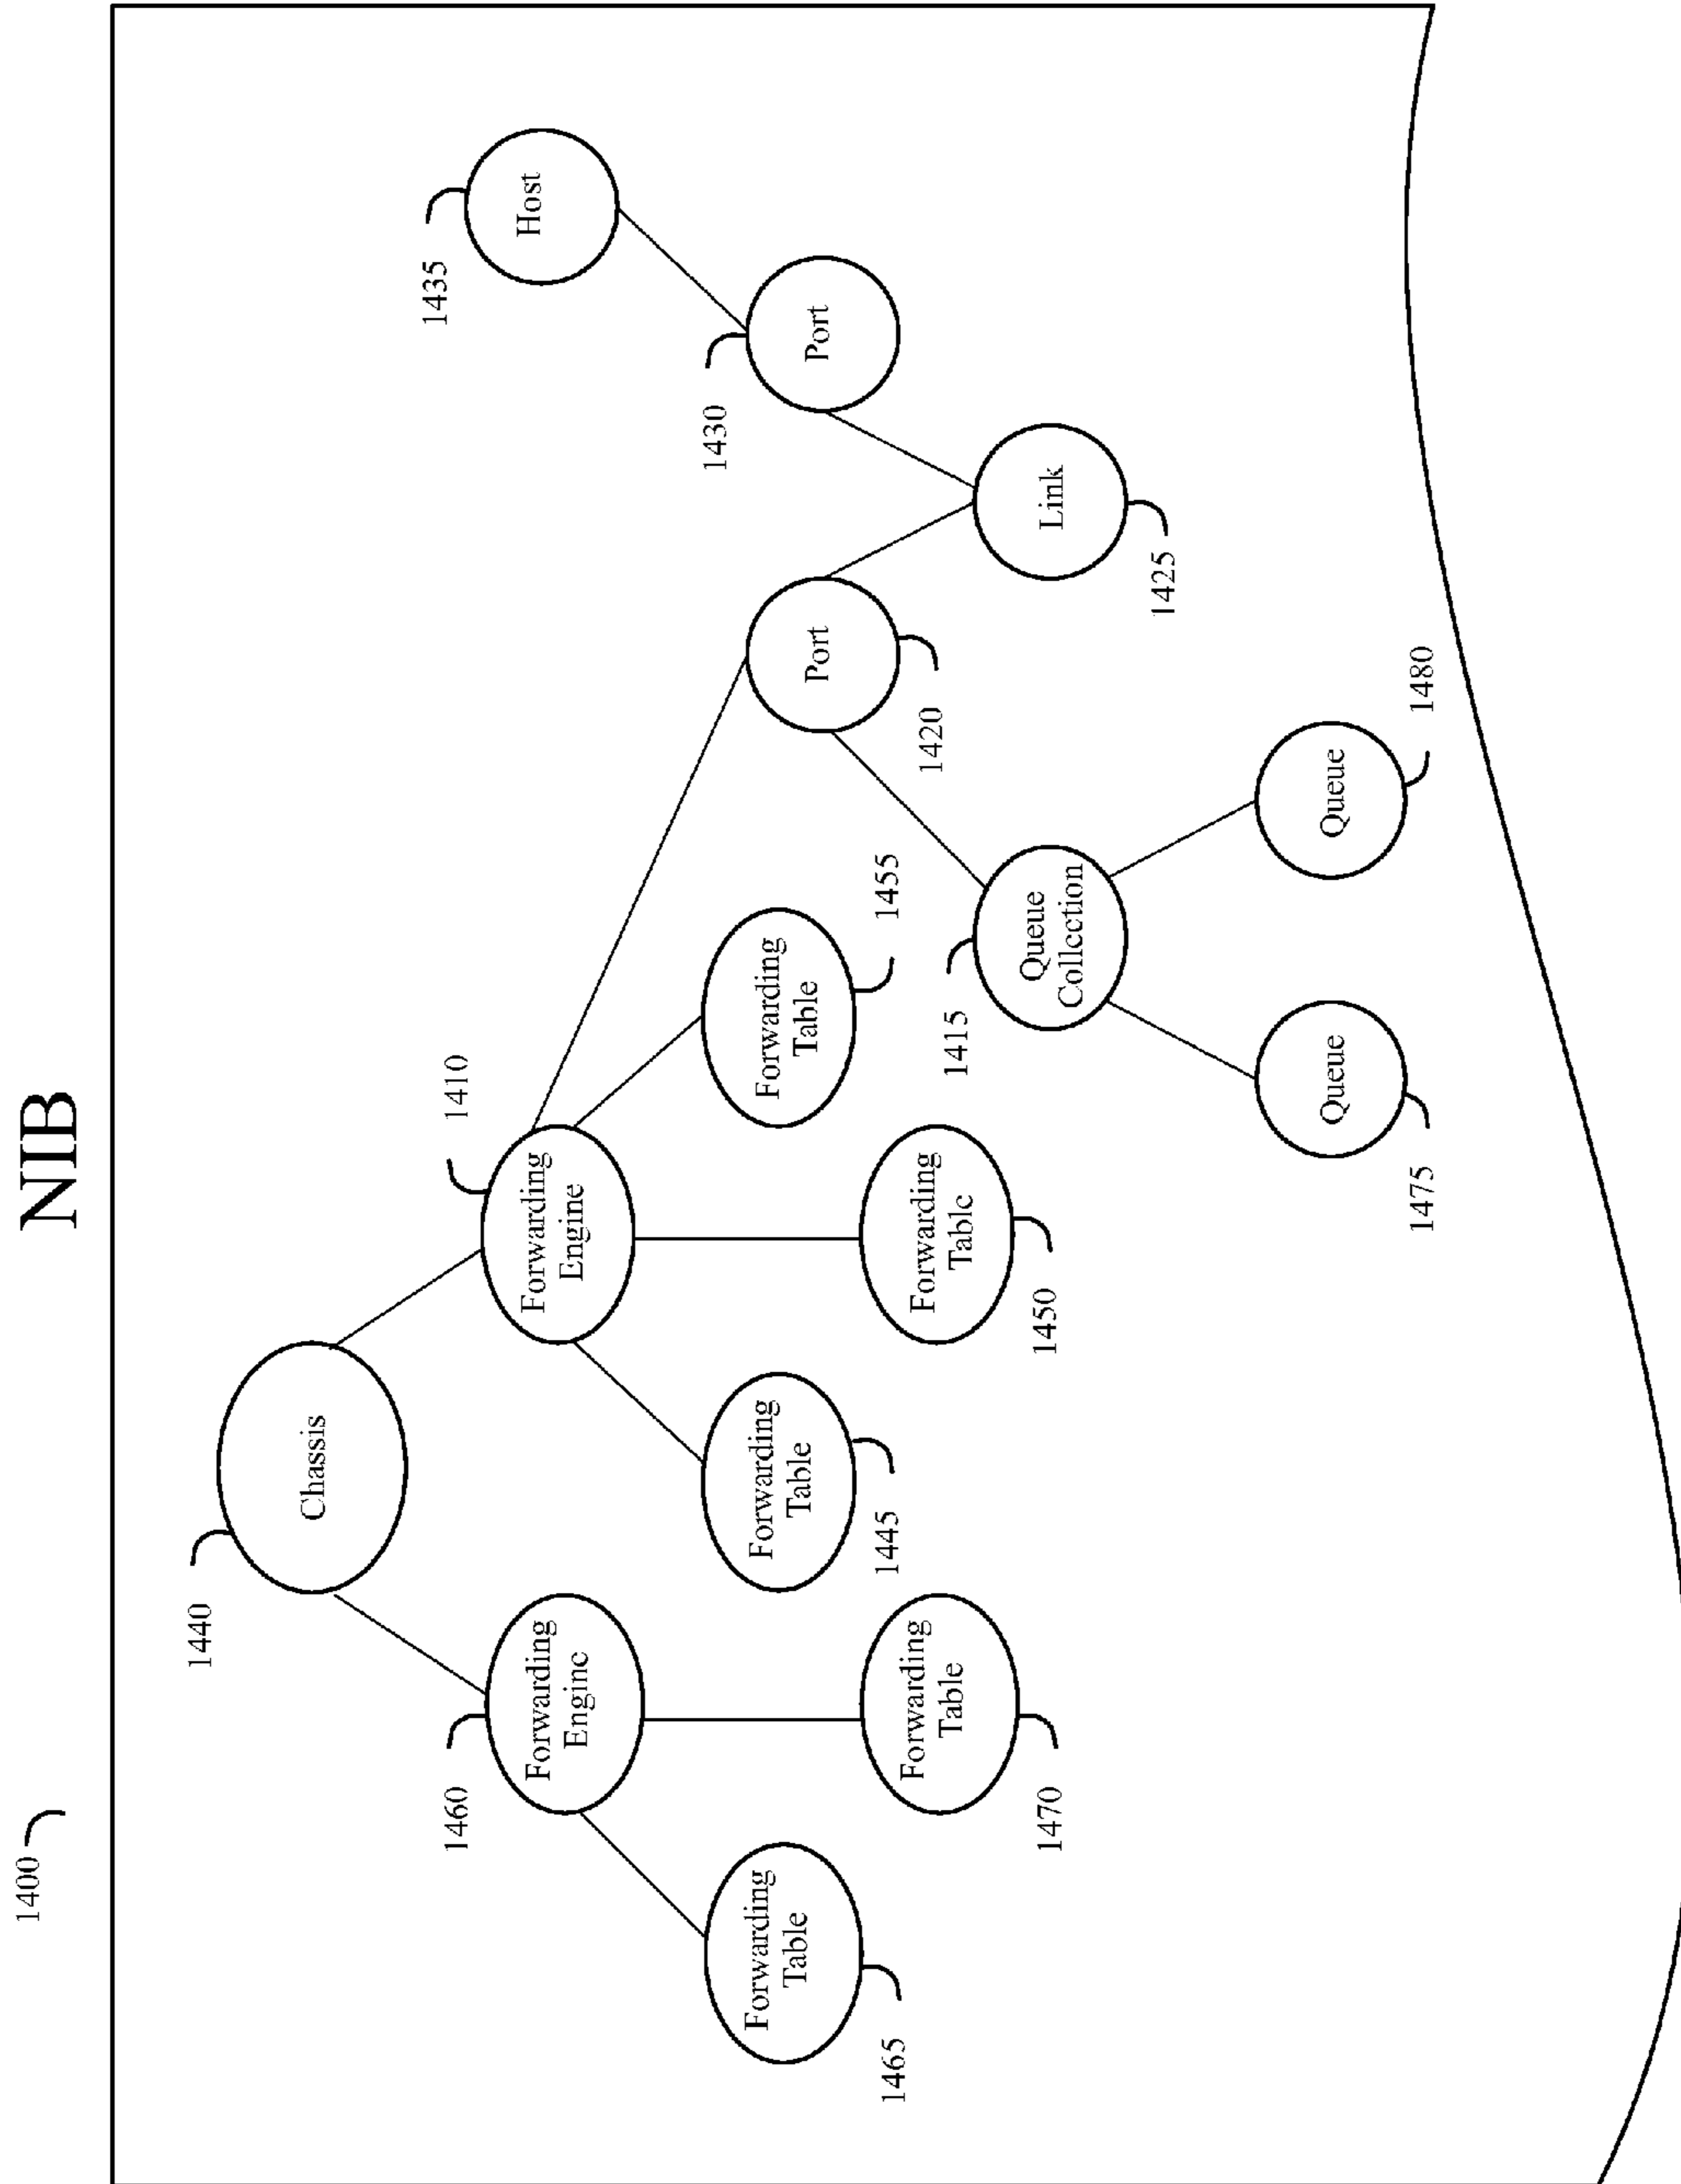 NIB
1400
1440
Chassis
1460
Forwarding
Engine
1410
Forwarding
Engine
1435
Host
1465
Forwarding
Table
1445
Forwarding
Table
1455
Forwarding
Table
1420
Port
1430
Port
1470
Forwarding
Table
1450
Forwarding
Table
1415
Queue
Collection
1425
Link
1475
Queue
1480
Queue